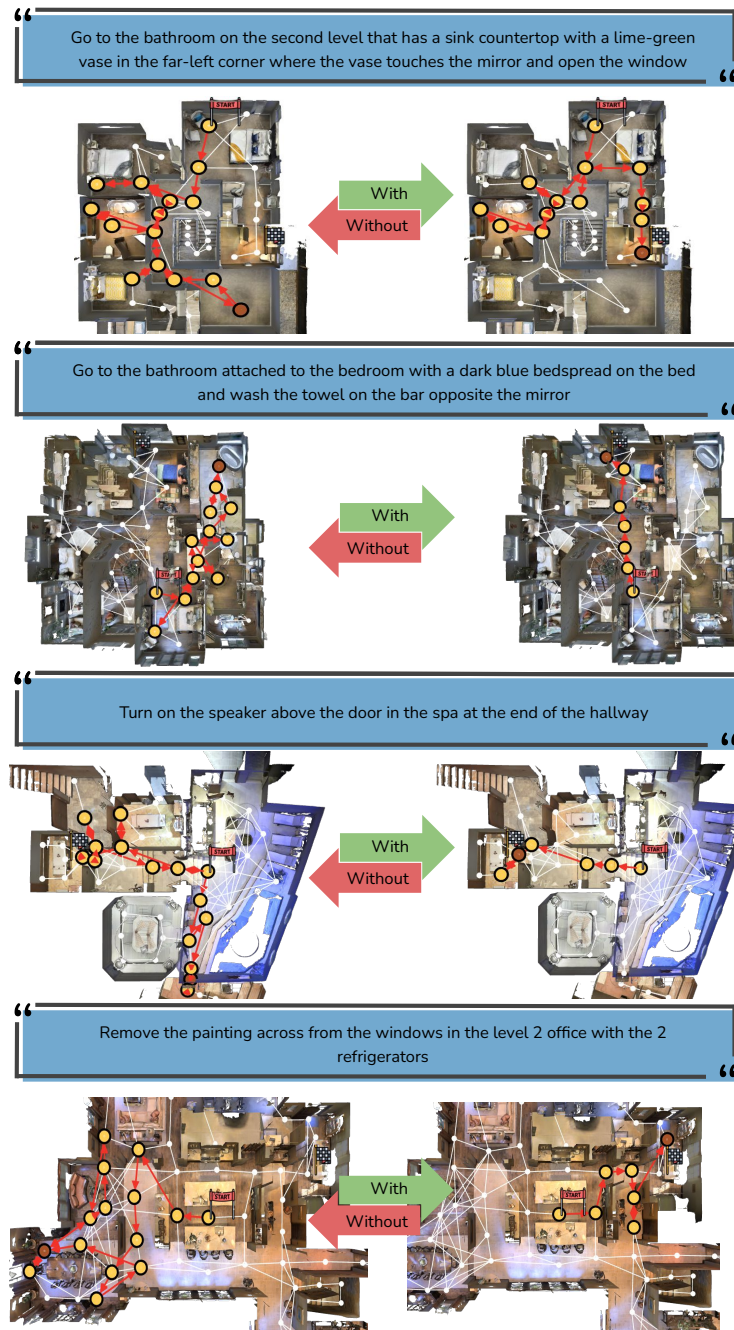 “
Go to the bathroom on the second level that has a sink countertop with a lime-green
vase in the far-left corner where the vase touches the mirror and open the window
“
START
START
With
Without
“
Go to the bathroom attached to the bedroom with a dark blue bedspread on the bed
and wash the towel on the bar opposite the mirror
“
With
Without
START
START
“
Turn on the speaker above the door in the spa at the end of the hallway
“
With
START
START
Without
“
Remove the painting across from the windows in the level 2 office with the 2
refrigerators
“
With
START
START
Without